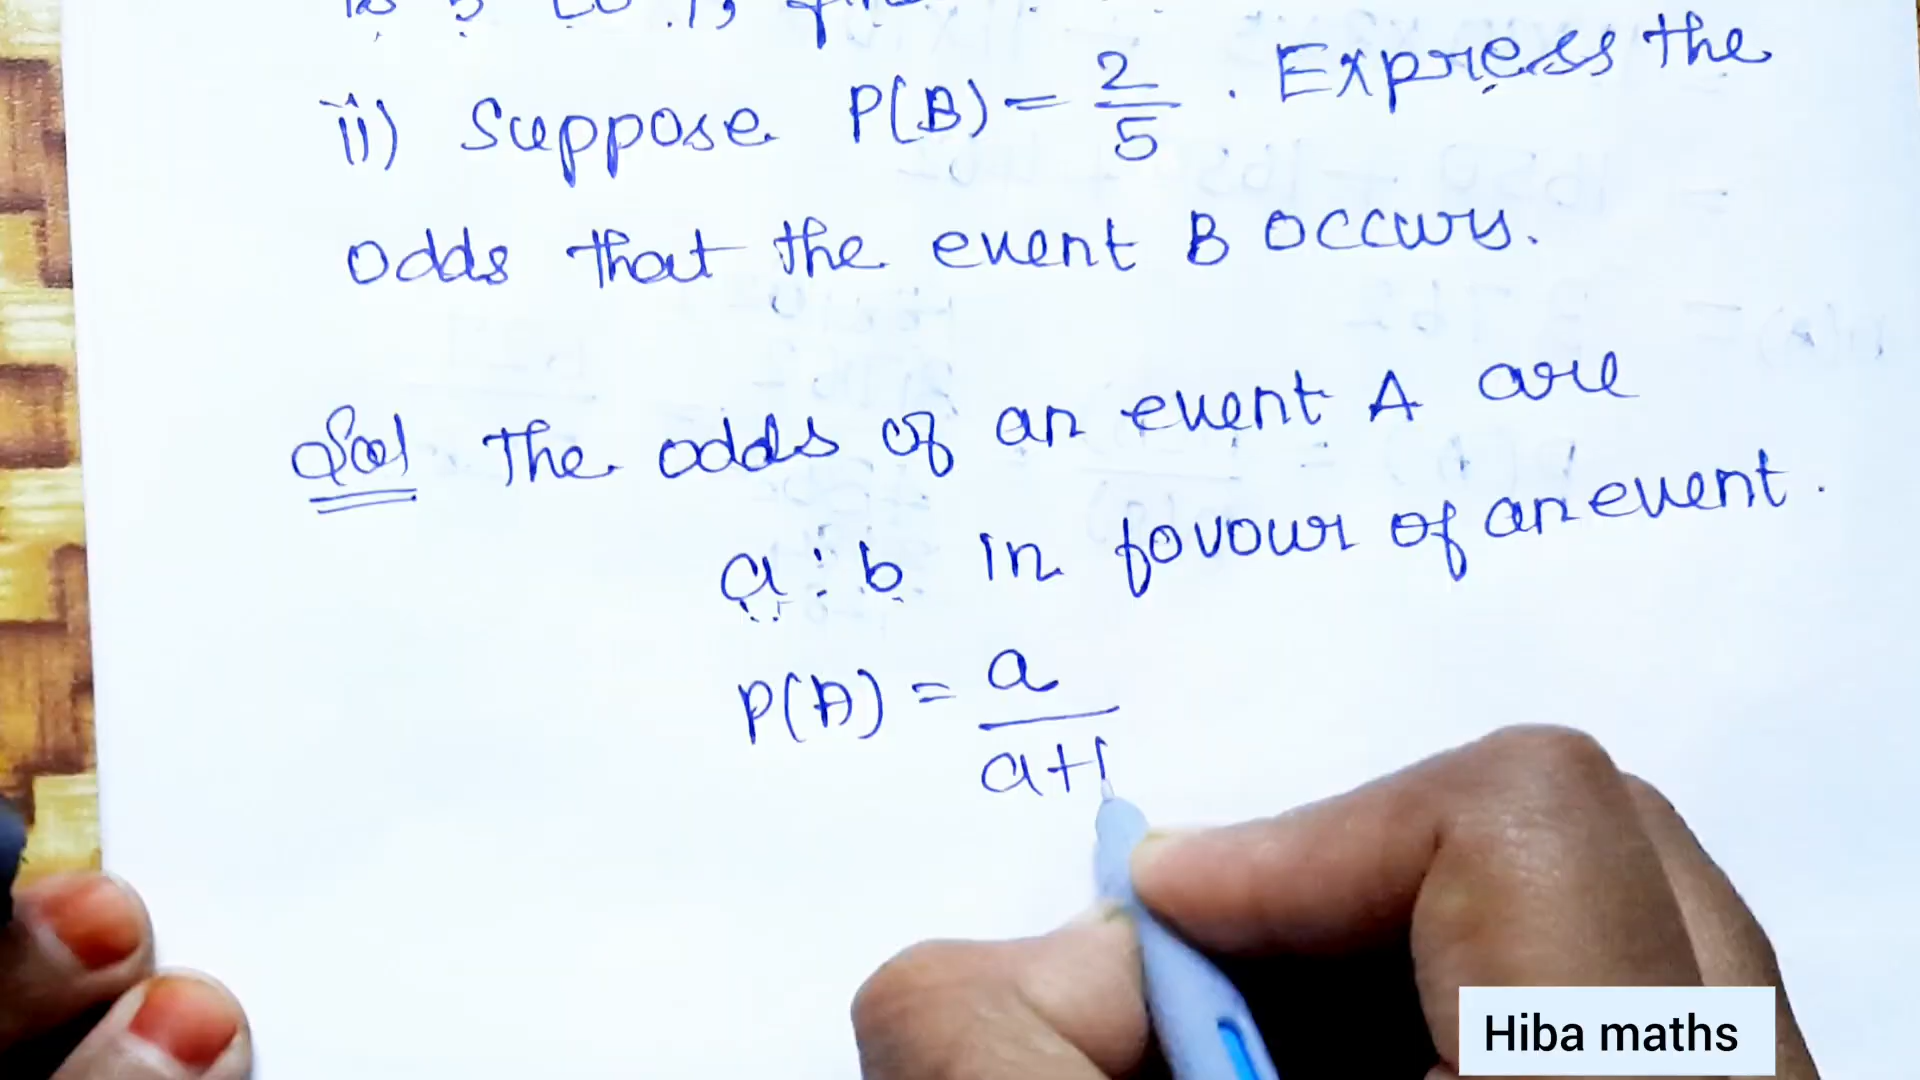 ii) Suppose P(B) = 2/5 . Express the
odds that the event B occurs.
Sol The odds of an event A are
a : b in favour of an event .
P(A) = a/a+
Hiba maths